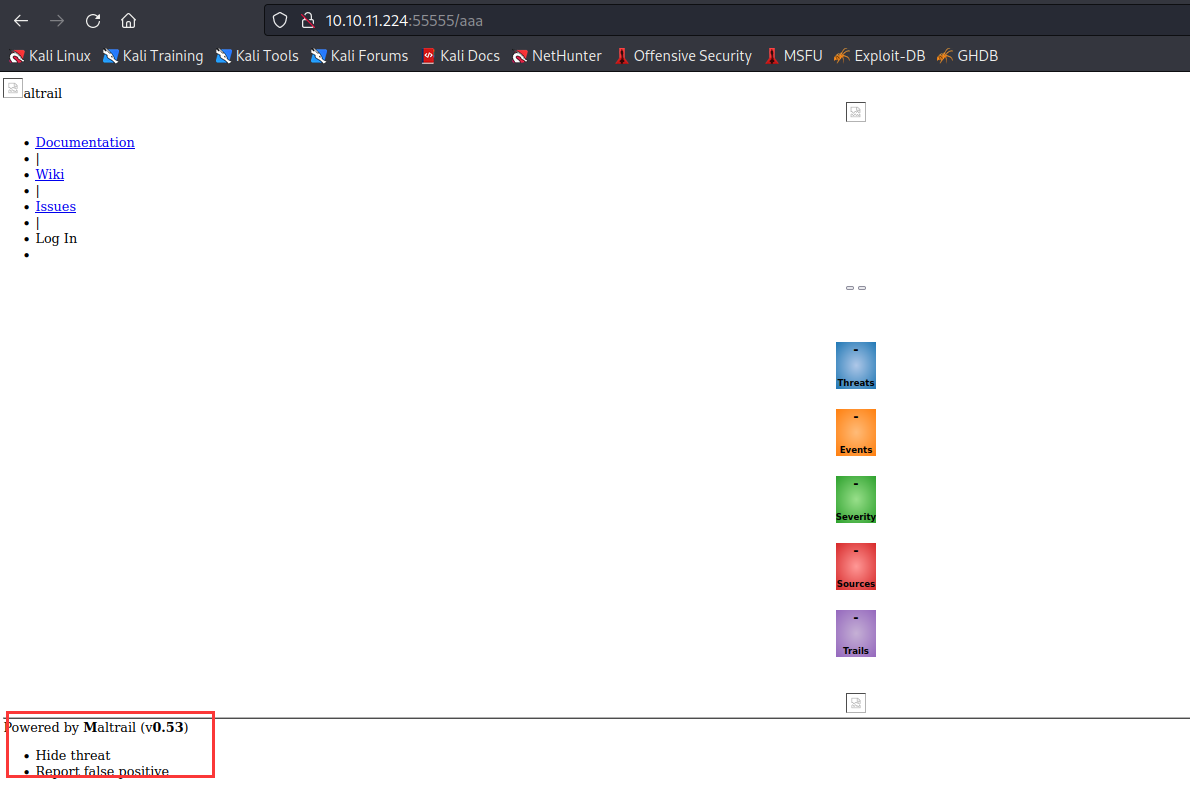 10.10.11.224:55555/aaa
Kali Linux Kali Training Kali Tools Kali Forums Kali Docs NetHunter Offensive Security MSFU Exploit-DB GHDB
altrail
Documentation
|
Wiki
|
Issues
|
Log In
-
Threats
-
Events
-
Severity
-
Sources
-
Trails
Powered by Maltrail (v0.53)
Hide threat
Report false positive